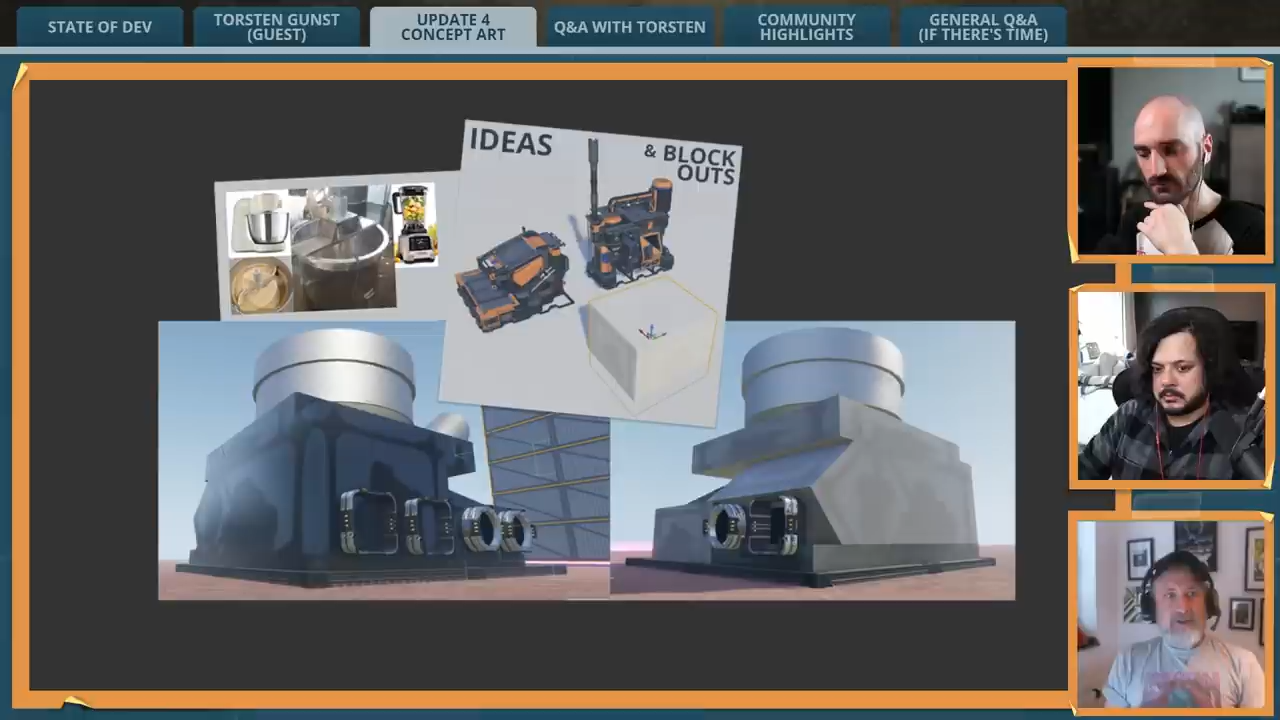 STATE OF DEV
TORSTEN GUNST
(GUEST)
UPDATE 4
CONCEPT ART
Q&A WITH TORSTEN
COMMUNITY
HIGHLIGHTS
GENERAL Q&A
(IF THERE'S TIME)
IDEAS
& BLOCK
OUTS